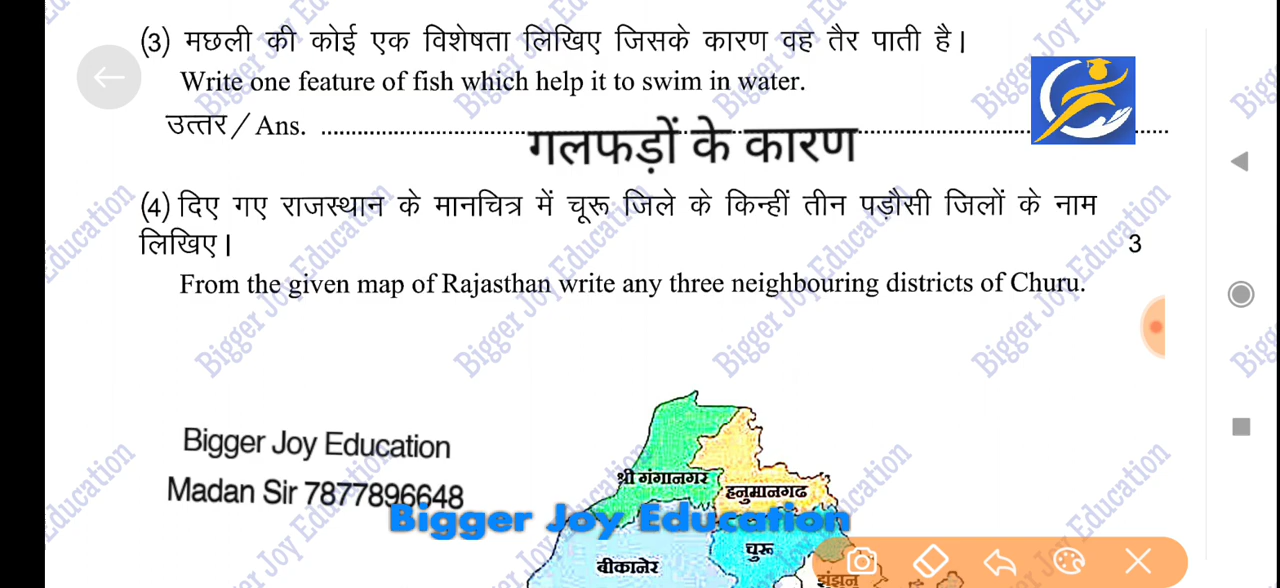 (3) मछली की कोई एक विशेषता लिखिए जिसके कारण वह तैर पाती है।
Write one feature of fish which help it to swim in water.
उत्तर / Ans. ........................................
गलफड़ों के कारण
(4) दिए गए राजस्थान के मानचित्र में चूरू जिले के किन्हीं तीन पड़ौसी जिलों के नाम
लिखिए। 3
From the given map of Rajasthan write any three neighbouring districts of Churu.
Bigger Joy Education
Madan Sir 7877896648
श्री गंगानगर
हनुमानगढ
Bigger Joy Education
चुरू
बीकानेर